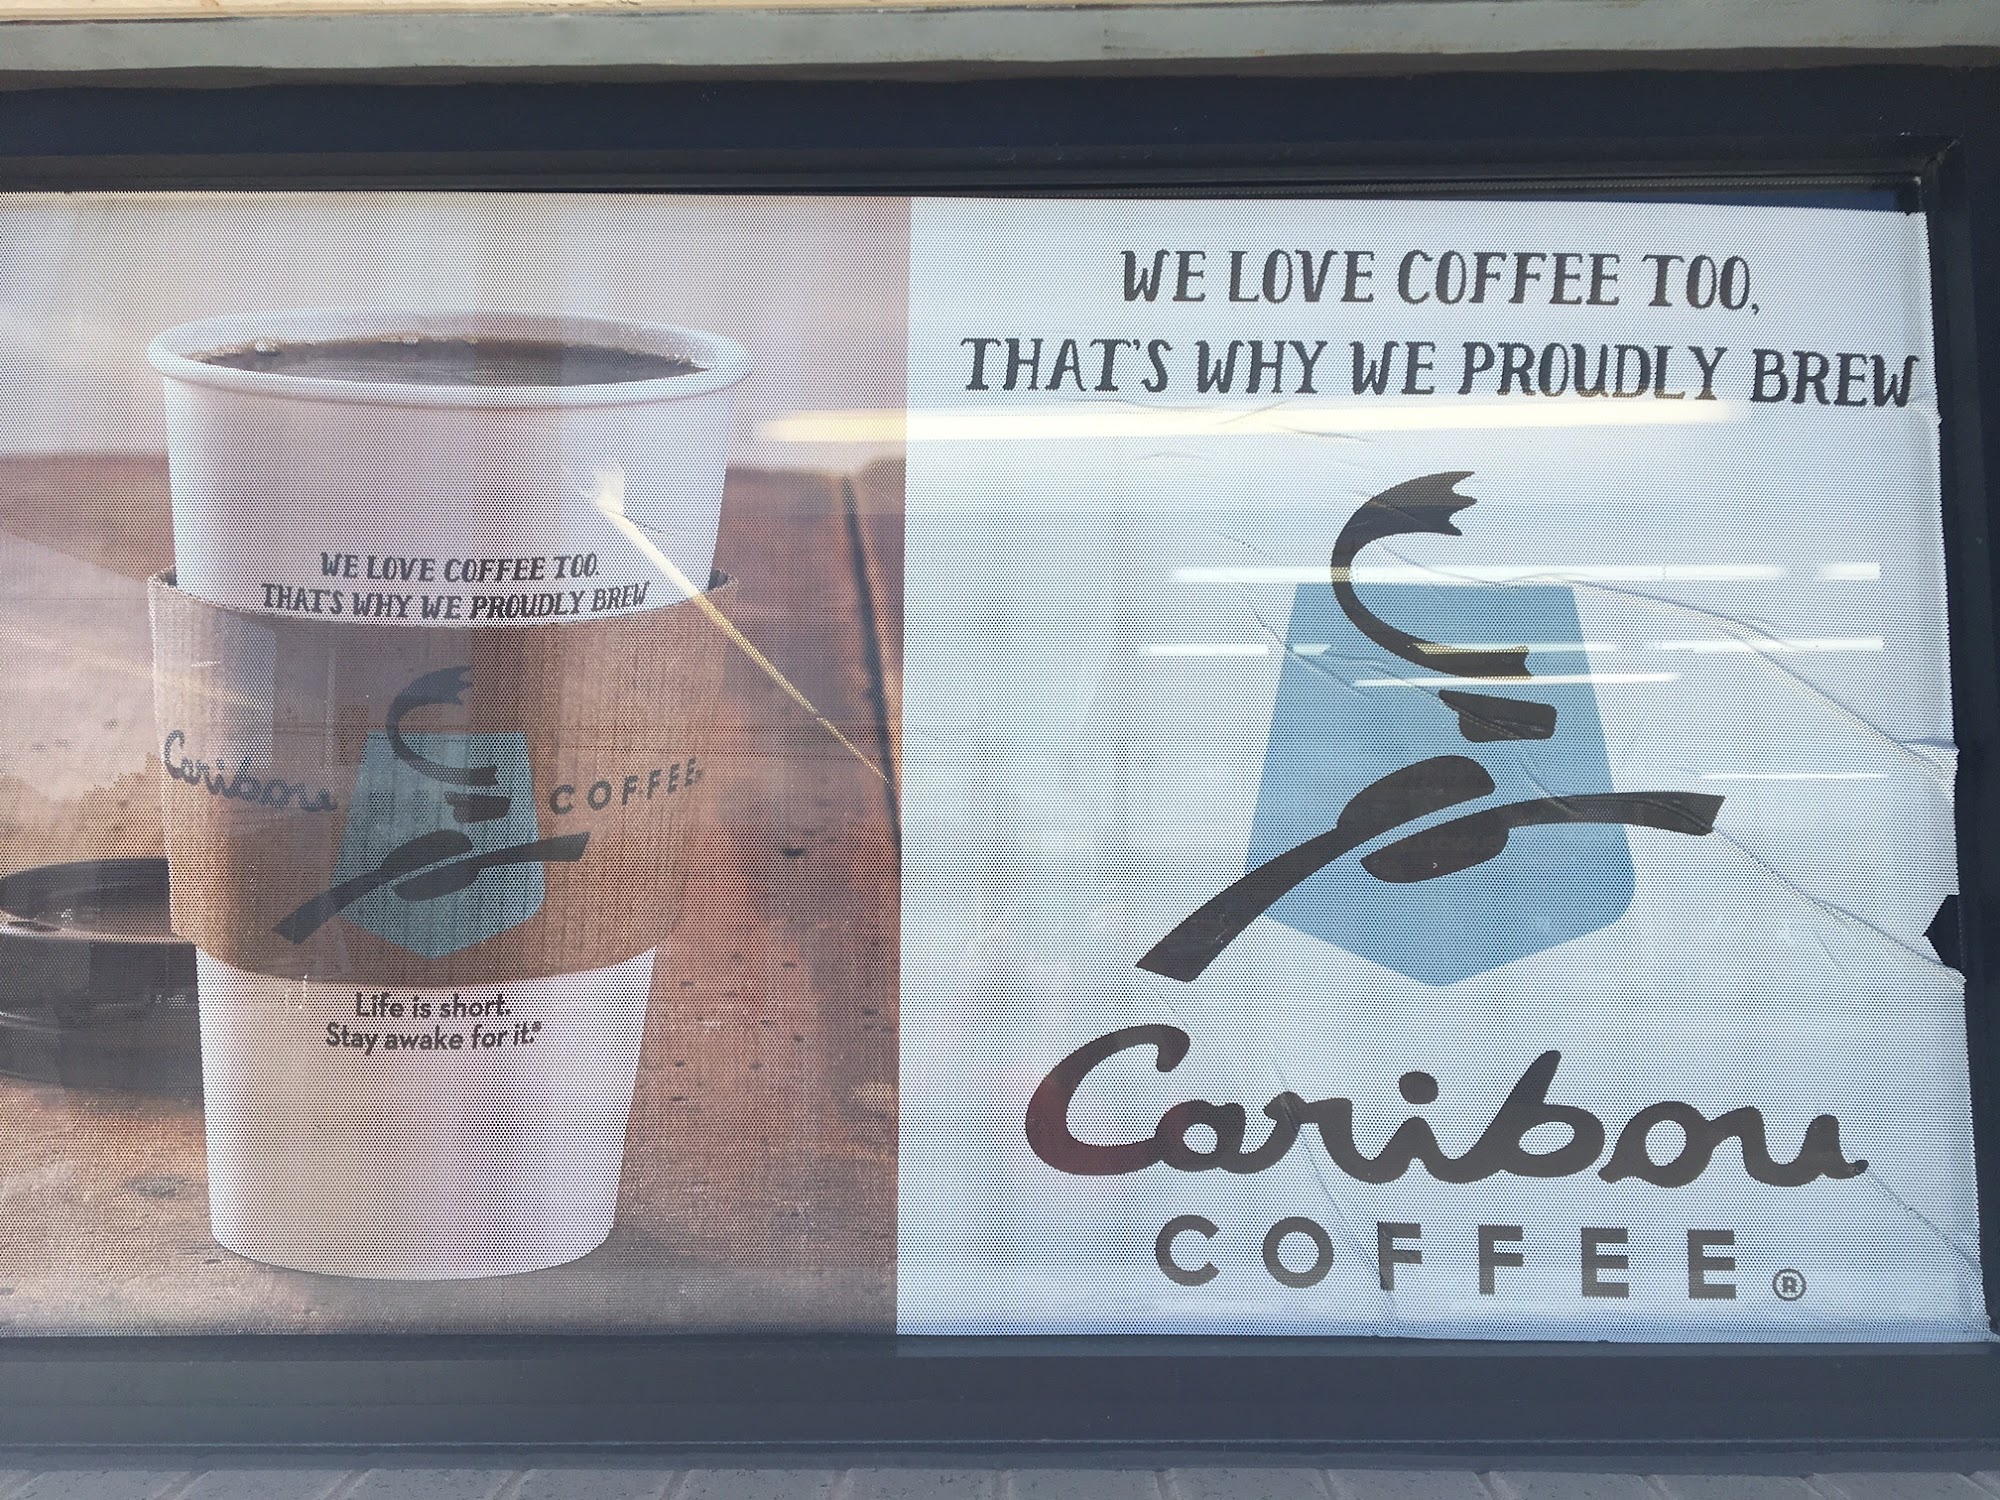 WE LOVE COFFEE TOO.
THAT'S WHY WE PROUDLY BREW
Caribou COFFEE
Life is short.
Stay awake for it.®
WE LOVE COFFEE TOO,
THAT'S WHY WE PROUDLY BREW
Caribou
COFFEE®